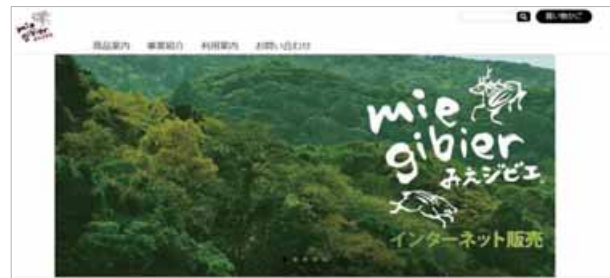 mie
gibier
買い物かご
商品案内 事業紹介 利用案内 お問い合わせ
mie
gibier
みえジビエ
インターネット販売